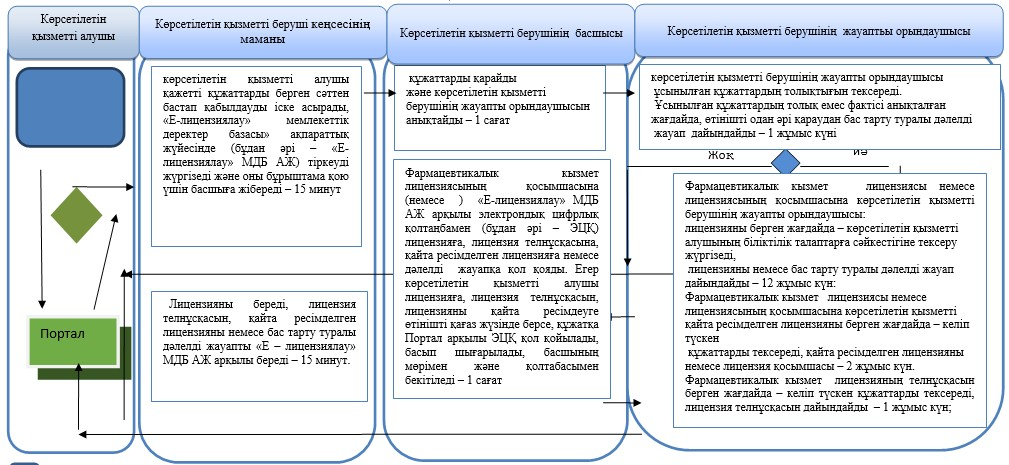 Көрсетілетін
қызметті алушы
Көрсетілетін қызметті беруші кеңсесінің
маманы
Көрсетілетін қызметті берушінің басшысы
Көрсетілетін қызметті берушінің жауаптыы орындаушысы
көрсетілетін қызметті алушы
қажетті құжаттарды берген сәттен
бастап қабылдауды іске асырады,
«Е-лицензиялау» мемлекеттік
деректер базасы» ақпараттық
жүйесінде (бұдан әрі – «Е-
лицензиялау» МДБ АЖ) тіркеуді
жүргізеді және оны бұрыштама қою
үшін басшыға жібереді – 15 минут
құжаттарды қарайды
және көрсетілетін қызметті
берушінің жауапты орындаушысын
анықтайды – 1 сағат
көрсетілетін қызметті берушінің жауапты орындаушысы
ұсынылған құжаттардың толықтығын тексереді.
Ұсынылған құжаттардың толық емес фактісі анықталған
жағдайда, өтінішті одан әрі қараудан бас тарту туралы дәлелді
жауап дайындайды – 1 жұмыс күні
Жоқ
иә
Фармацевтикалык қызмет
лицензиясының қосымшасына
(немесе ) «Е-лицензиялау» МДБ
АЖ арқылы электрондық цифрлық
қолтаңбамен (бұдан әрі – ЭЦҚ)
лицензияға, лицензия телнұсқасына,
қайта ресімделген лицензияға немесе
дәлелді жауапқа қол қояды. Егер
көрсетілетін қызметті алушы
лицензияға, лицензия телнұсқасын,
лицензияны қайта ресімдеуге
өтінішті қағаз жүзінде берсе, құжатқа
Портал арқылы ЭЦҚ қол қойылады,
басып шығарылады, басшының
мөрімен және қолтабасымен
бекітіледі – 1 сағат
Фармацевтикалык қызмет лицензиясы немесе
лицензиясының қосымшасына көрсетілетін қызметті
берушінің жауапты орындаушысы:
лицензияны берген жағдайда – көрсетілетін қызметті
алушының біліктілік талаптарға сәйкестігіне тексеру
жүргізеді,
лицензияны немесе бас тарту туралы дәлелді жауап
дайындайды – 12 жұмыс күн:
Фармацевтикалык қызмет лицензиясы немесе
лицензиясының қосымшасына көрсетілетін қызметті
қайта ресімделген лицензияны берген жағдайда – келіп
түскен
құжаттарды тексереді, қайта ресімделген лицензияны
немесе лицензия қосымшасы – 2 жұмыс күн.
Фармацевтикалык қызмет лицензияның телнұсқасын
берген жағдайда – келіп түскен құжаттарды тексереді,
лицензия телнұсқасын дайындайды – 1 жұмыс күн;
Лицензияны береді, лицензия
телнұсқасын, қайта ресімделген
лицензияны немесе бас тарту туралы
дәлелді жауапты «Е – лицензиялау»
МДБ АЖ арқылы береді – 15 минут.
Портал